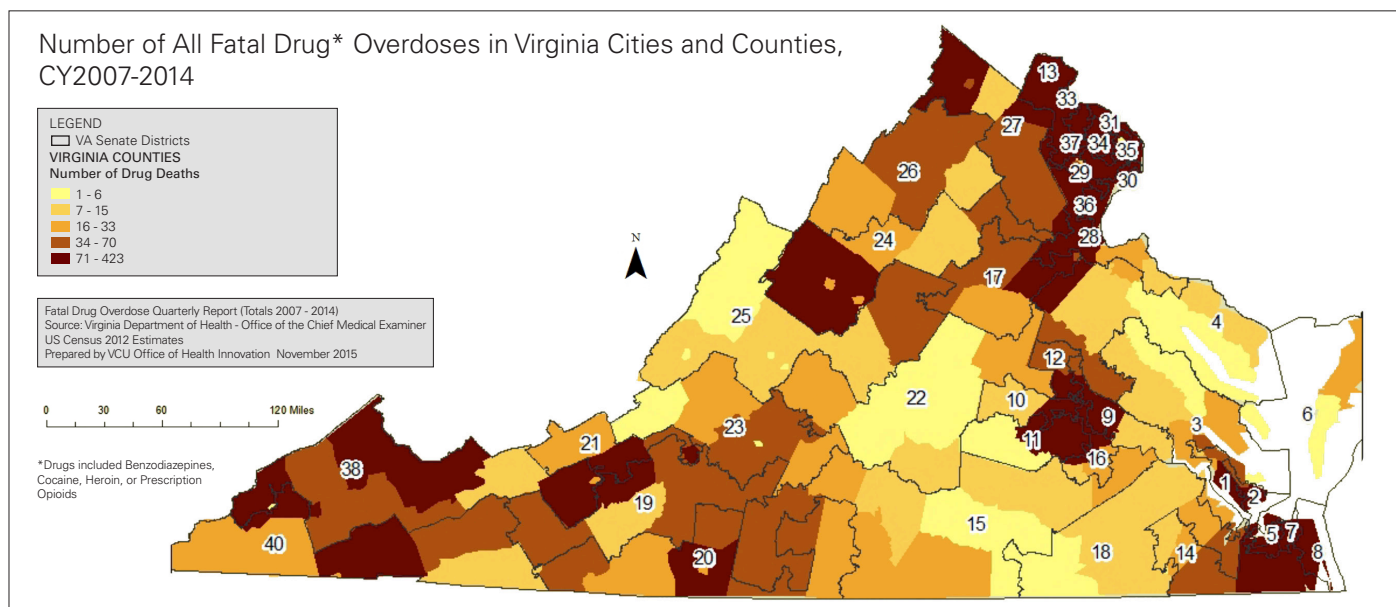 Number of All Fatal Drug* Overdoses in Virginia Cities and Counties,
CY2007-2014
LEGEND
VA Senate Districts
VIRGINIA COUNTIES
Number of Drug Deaths
1 - 6
7 - 15
16 - 33
34 - 70
71 - 423
Fatal Drug Overdose Quarterly Report (Totals 2007 - 2014)
Source: Virginia Department of Health - Office of the Chief Medical Examiner
US Census 2012 Estimates
Prepared by VCU Office of Health Innovation November 2015
0 30 60 120 Miles
*Drugs included Benzodiazepines,
Cocaine, Heroin, or Prescription
Opioids
N
13
33
27
31
37
34
35
29
30
26
36
28
24
17
25
4
12
22
10
9
6
11
3
23
21
16
38
1
2
19
15
5
7
40
20
18
14
8